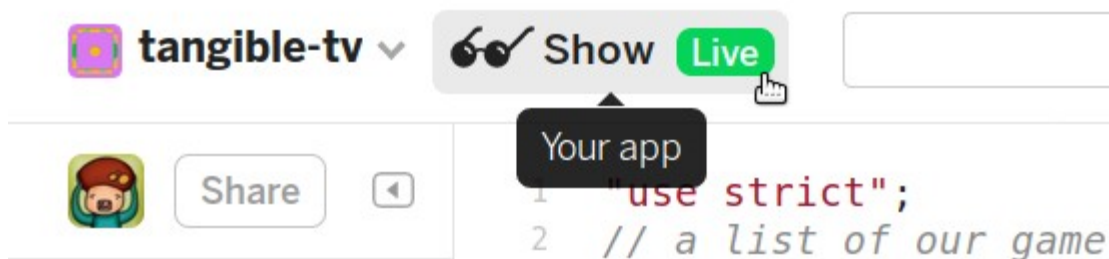 tangible-tv Show Live
Your app
Share
1 "use strict";
2 // a list of our game